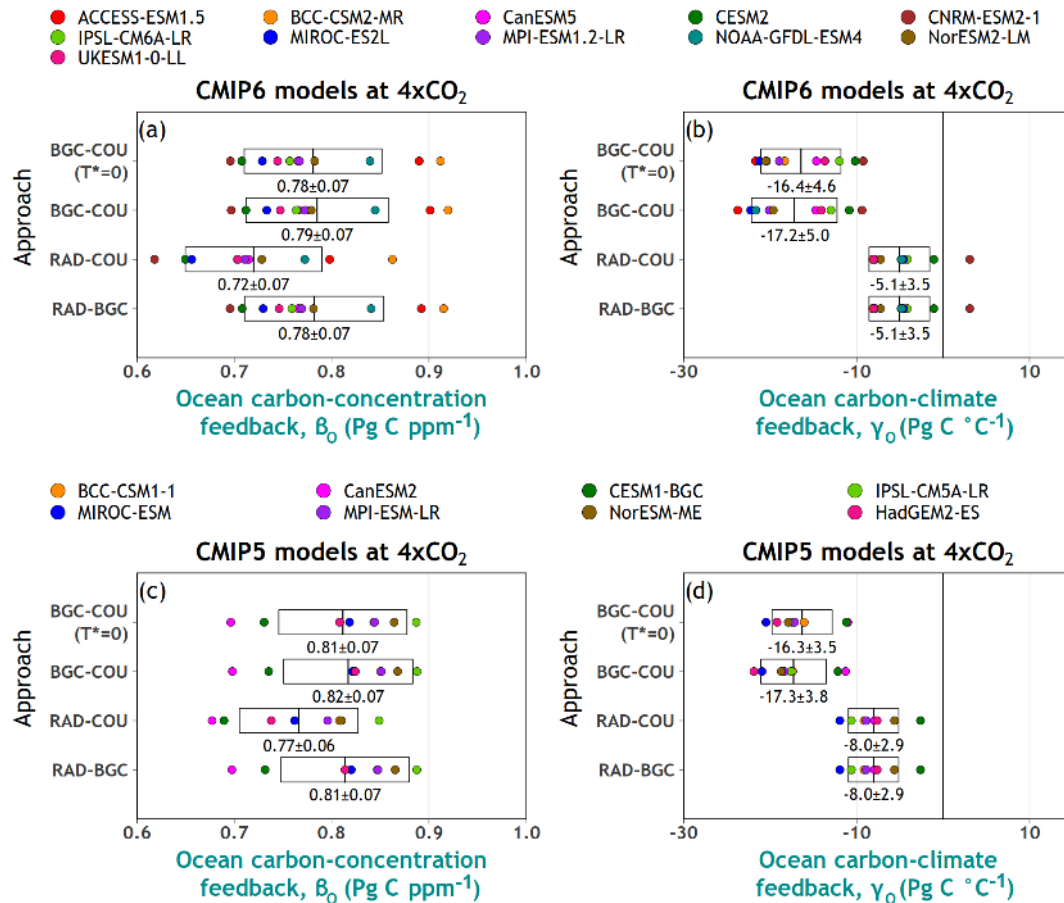 ACCESS-ESM1.5 BCC-CSM2-MR CanESM5 CESM2 CNRM-ESM2-1
IPSL-CM6A-LR MIROC-ES2L MPI-ESM1.2-LR NOAA-GFDL-ESM4 NorESM2-LM
UKESM1-0-LL
CMIP6 models at 4xCO₂
(a)
Approach
BGC-COU
(T*=0)
0.78±0.07
BGC-COU
0.79±0.07
RAD-COU
0.72±0.07
RAD-BGC
0.78±0.07
0.6 0.7 0.8 0.9 1.0
Ocean carbon-concentration
feedback, β₀ (Pg C ppm⁻¹)
CMIP6 models at 4xCO₂
(b)
Approach
BGC-COU
(T*=0)
-16.4±4.6
BGC-COU
-17.2±5.0
RAD-COU
-5.1±3.5
RAD-BGC
-5.1±3.5
-30 -10 10
Ocean carbon-climate
feedback, γ₀ (Pg C °C⁻¹)
BCC-CSM1-1 CanESM2 CESM1-BGC IPSL-CM5A-LR
MIROC-ESM MPI-ESM-LR NorESM-ME HadGEM2-ES
CMIP5 models at 4xCO₂
(c)
Approach
BGC-COU
(T*=0)
0.81±0.07
BGC-COU
0.82±0.07
RAD-COU
0.77±0.06
RAD-BGC
0.81±0.07
0.6 0.7 0.8 0.9 1.0
Ocean carbon-concentration
feedback, β₀ (Pg C ppm⁻¹)
CMIP5 models at 4xCO₂
(d)
Approach
BGC-COU
(T*=0)
-16.3±3.5
BGC-COU
-17.3±3.8
RAD-COU
-8.0±2.9
RAD-BGC
-8.0±2.9
-30 -10 10
Ocean carbon-climate
feedback, γ₀ (Pg C °C⁻¹)